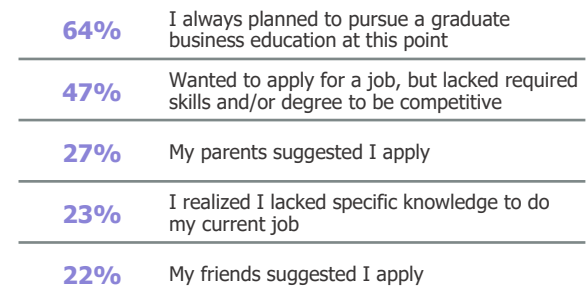 64%
I always planned to pursue a graduate
business education at this point
47%
Wanted to apply for a job, but lacked required
skills and/or degree to be competitive
27%
My parents suggested I apply
23%
I realized I lacked specific knowledge to do
my current job
22%
My friends suggested I apply